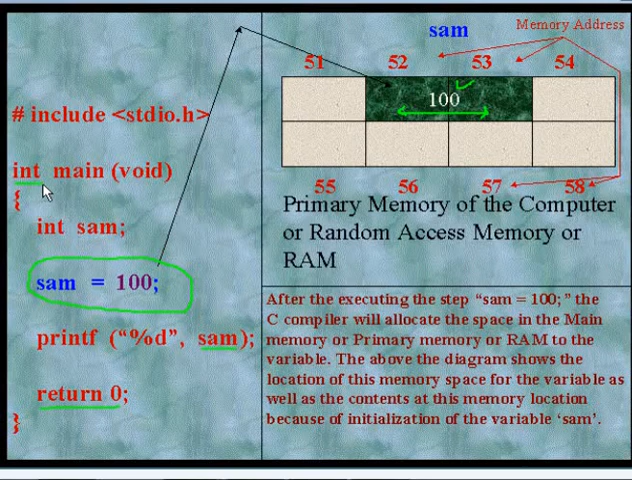 # include <stdio.h>
int main (void)
{
int sam;
sam = 100;
printf (“%d”, sam);
return 0;
}
sam
Memory Address
51 52 53 54
100
55 56 57 58
Primary Memory of the Computer
or Random Access Memory or
RAM
After the executing the step “sam = 100;” the
C compiler will allocate the space in the Main
memory or Primary memory or RAM to the
variable. The above the diagram shows the
location of this memory space for the variable as
well as the contents at this memory location
because of initialization of the variable ‘sam’.